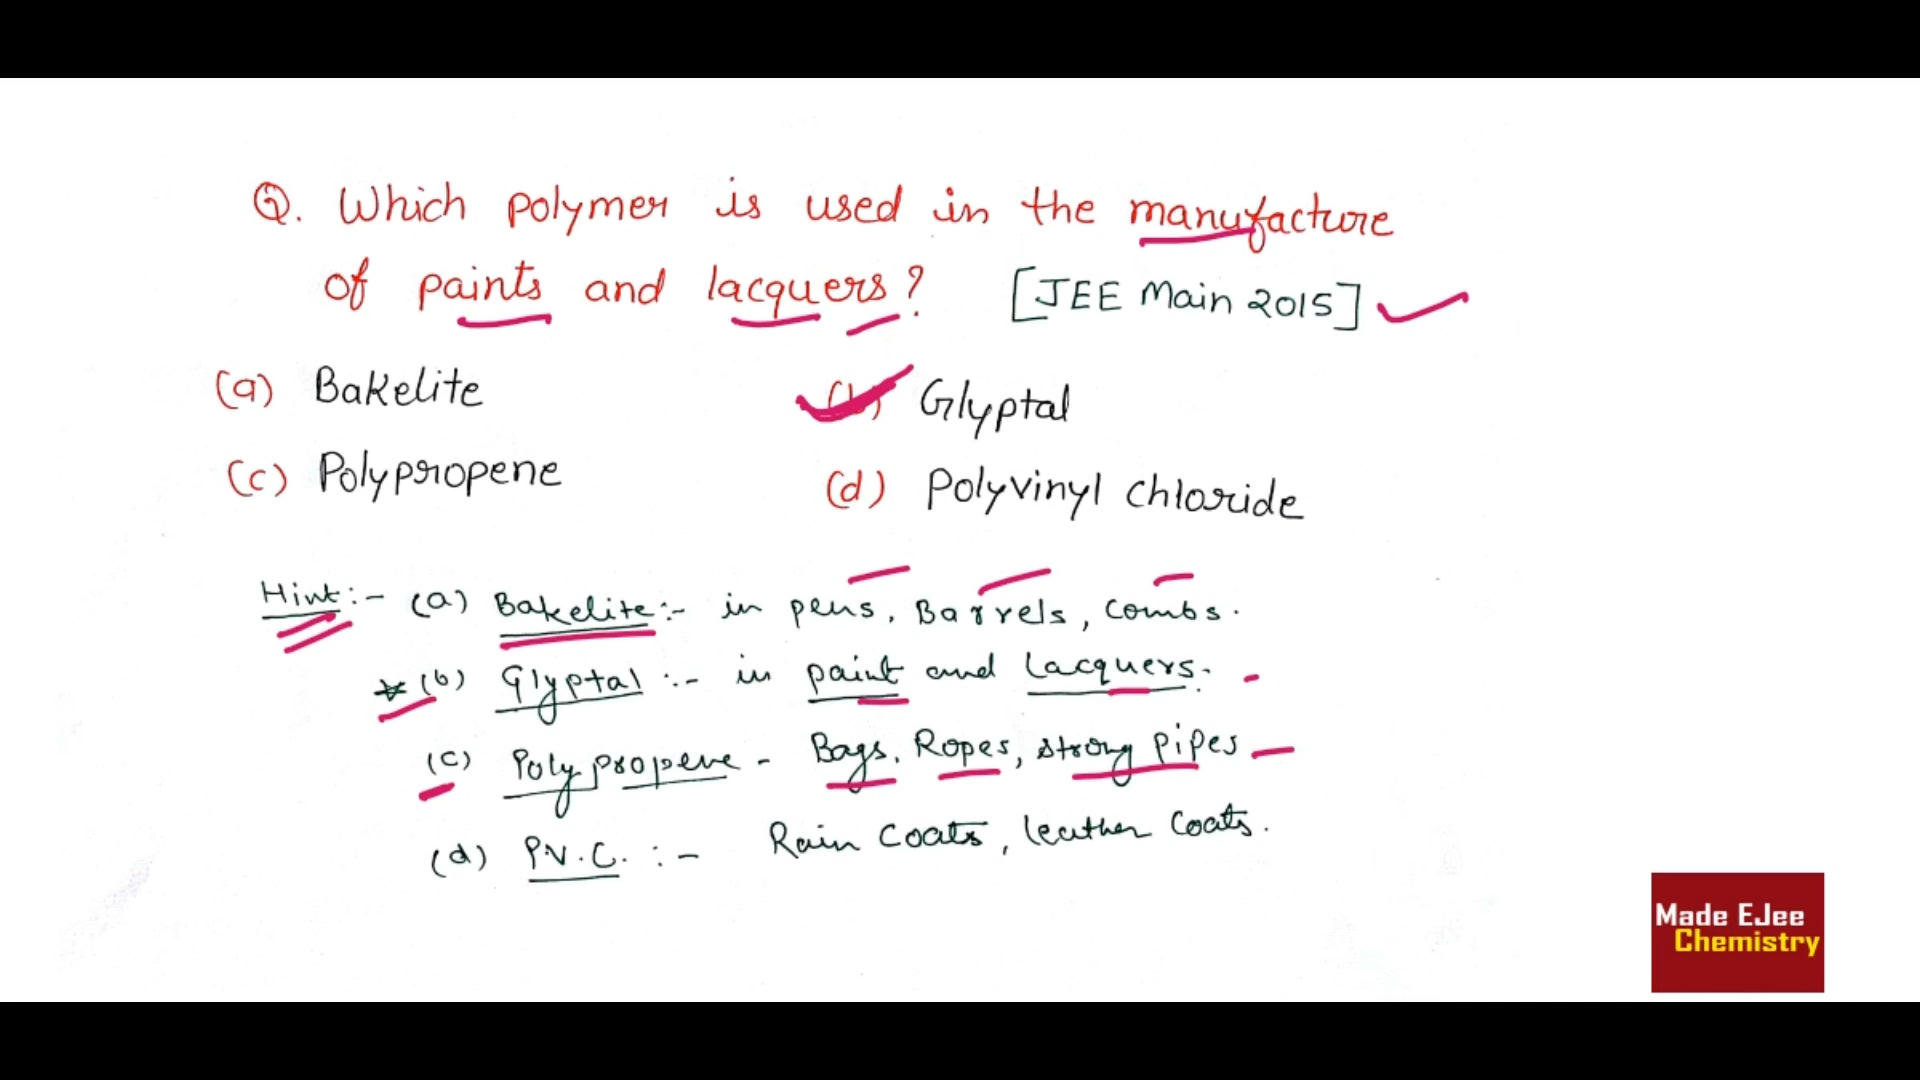 Q. Which polymer is used in the manufacture
of paints and lacquers? [JEE Main 2015]
(a) Bakelite (b) Glyptal
(c) Polypropene (d) Polyvinyl chloride
Hint:- (a) Bakelite:- in pens, Barrels, Combs.
(b) Glyptal :- in paint and Lacquers.
(c) Polypropene - Bags, Ropes, strong pipes
(d) P.V.C. :- Rain Coats, leather Coats.
Made EJee
Chemistry